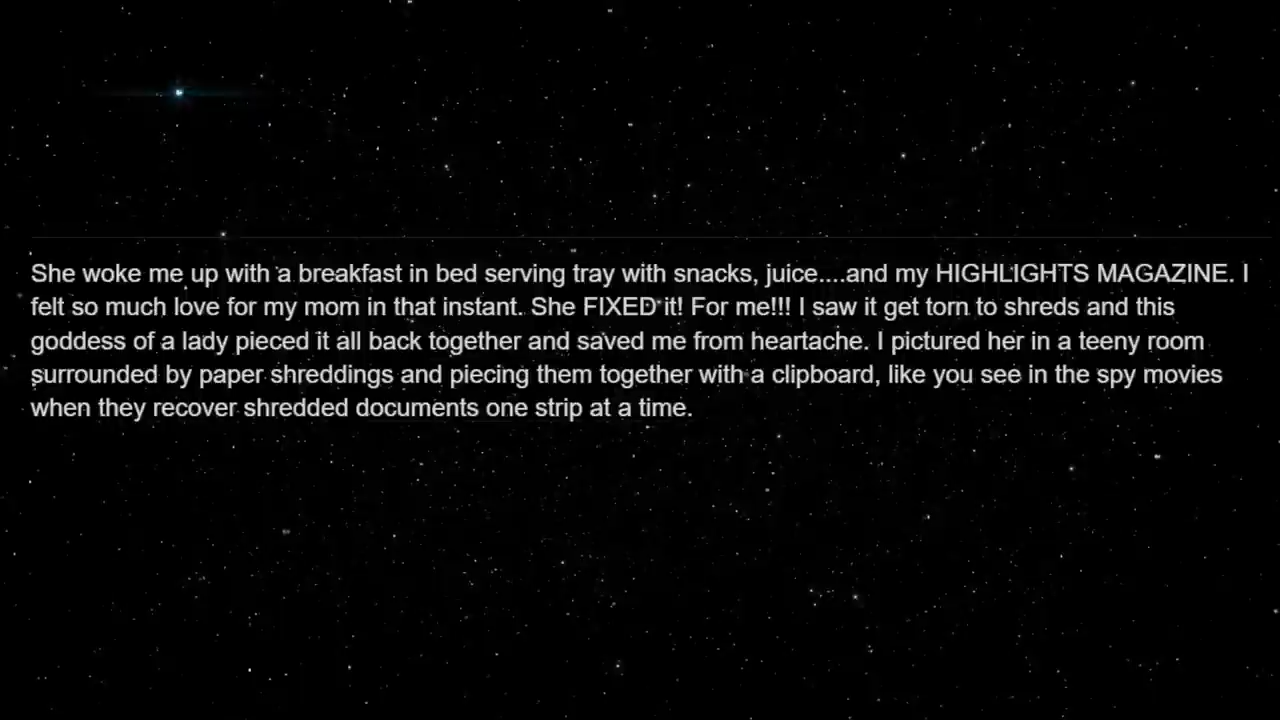 She woke me up with a breakfast in bed serving tray with snacks, juice....and my HIGHLIGHTS MAGAZINE. I
felt so much love for my mom in that instant. She FIXED it! For me!!! I saw it get torn to shreds and this
goddess of a lady pieced it all back together and saved me from heartache. I pictured her in a teeny room
surrounded by paper shreddings and piecing them together with a clipboard, like you see in the spy movies
when they recover shredded documents one strip at a time.